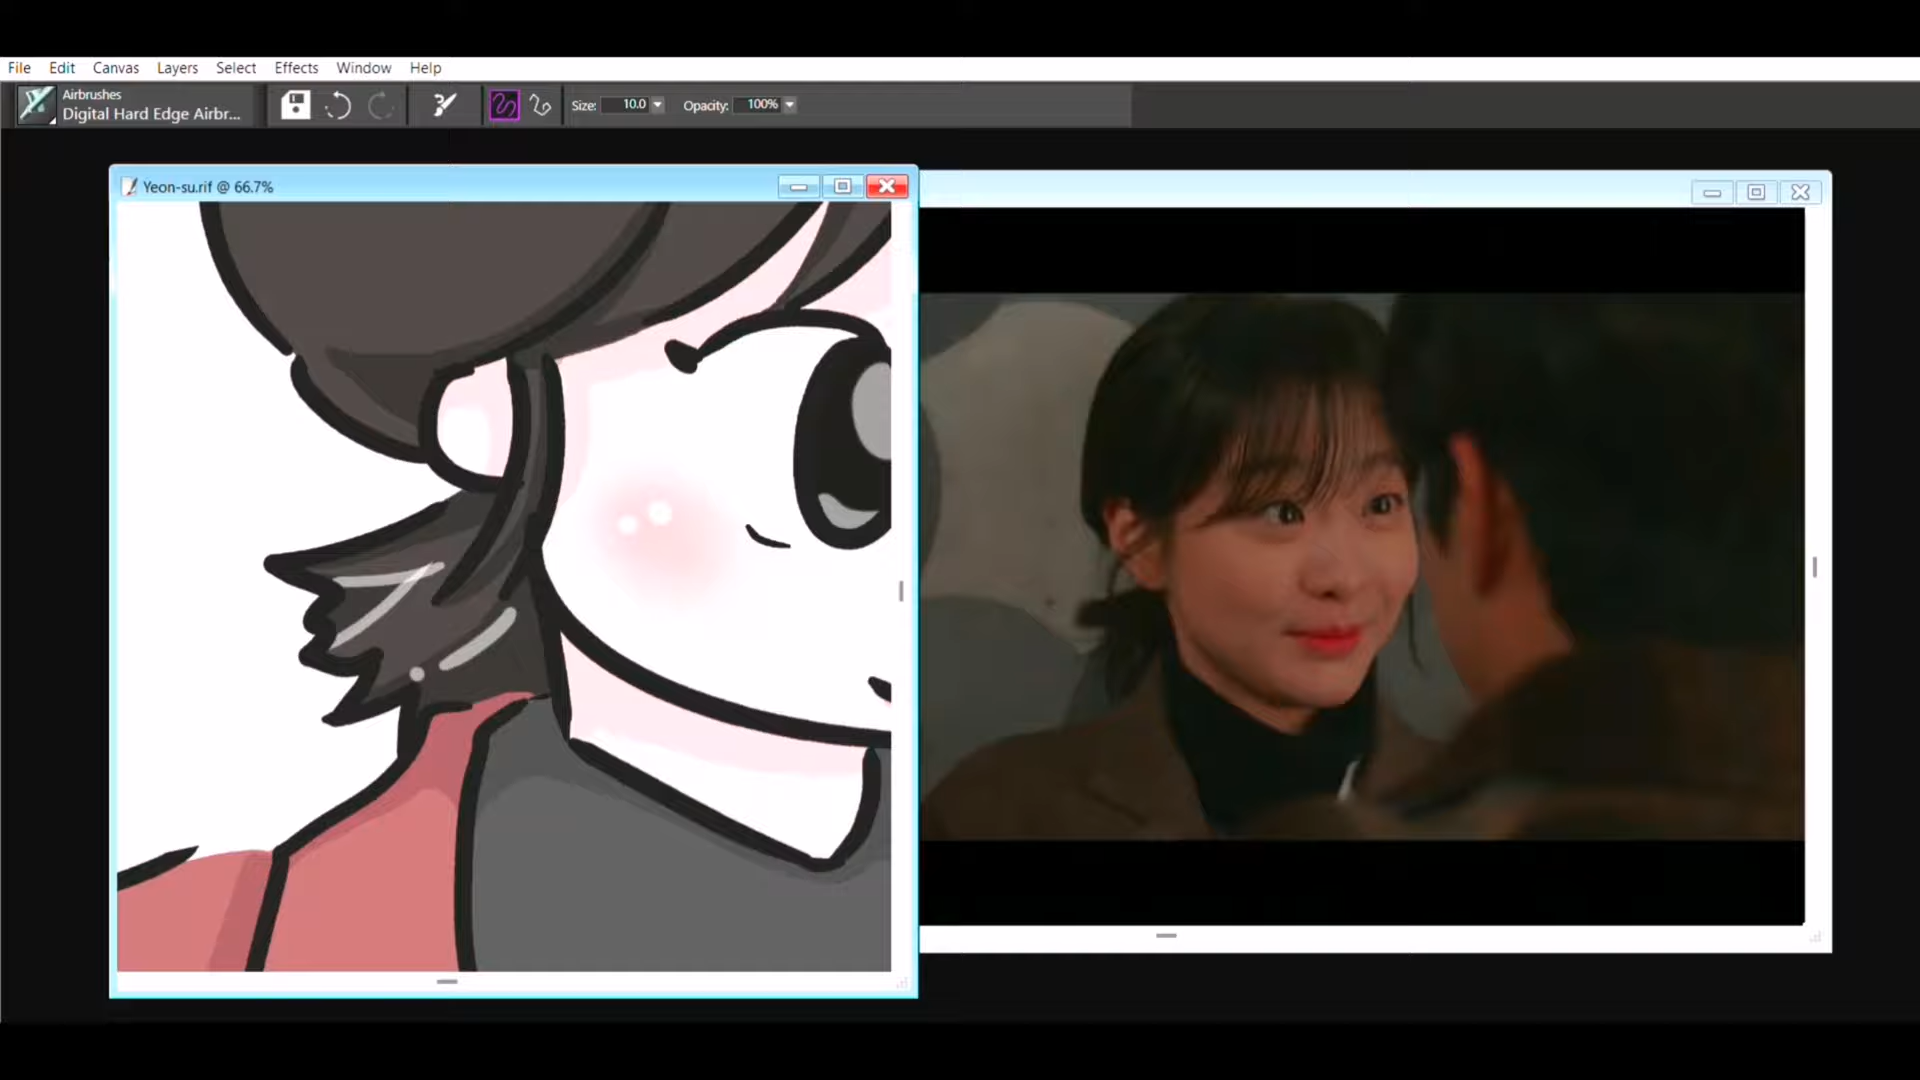 File Edit Canvas Layers Select Effects Window Help
Airbrushes
Digital Hard Edge Airbr...
Size: 10.0 Opacity: 100%
Yeon-su.rif @ 66.7%